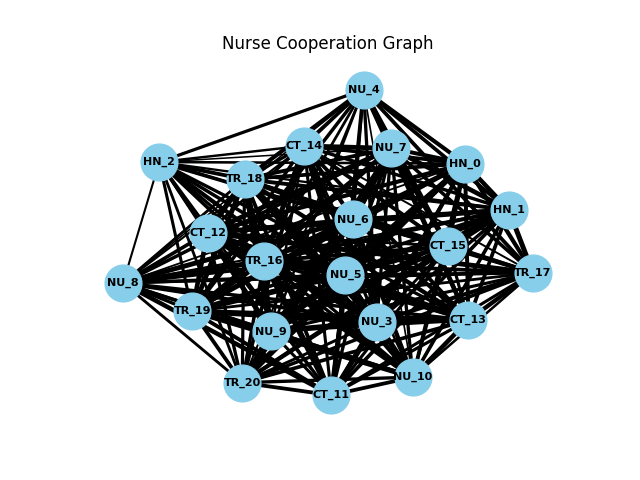 Nurse Cooperation Graph
NU_4
CT_14
NU_7
HN_2
HN_0
TR_18
HN_1
NU_6
CT_12
CT_15
TR_16
TR_17
NU_5
NU_8
TR_19
CT_13
NU_3
NU_9
NU_10
TR_20
CT_11